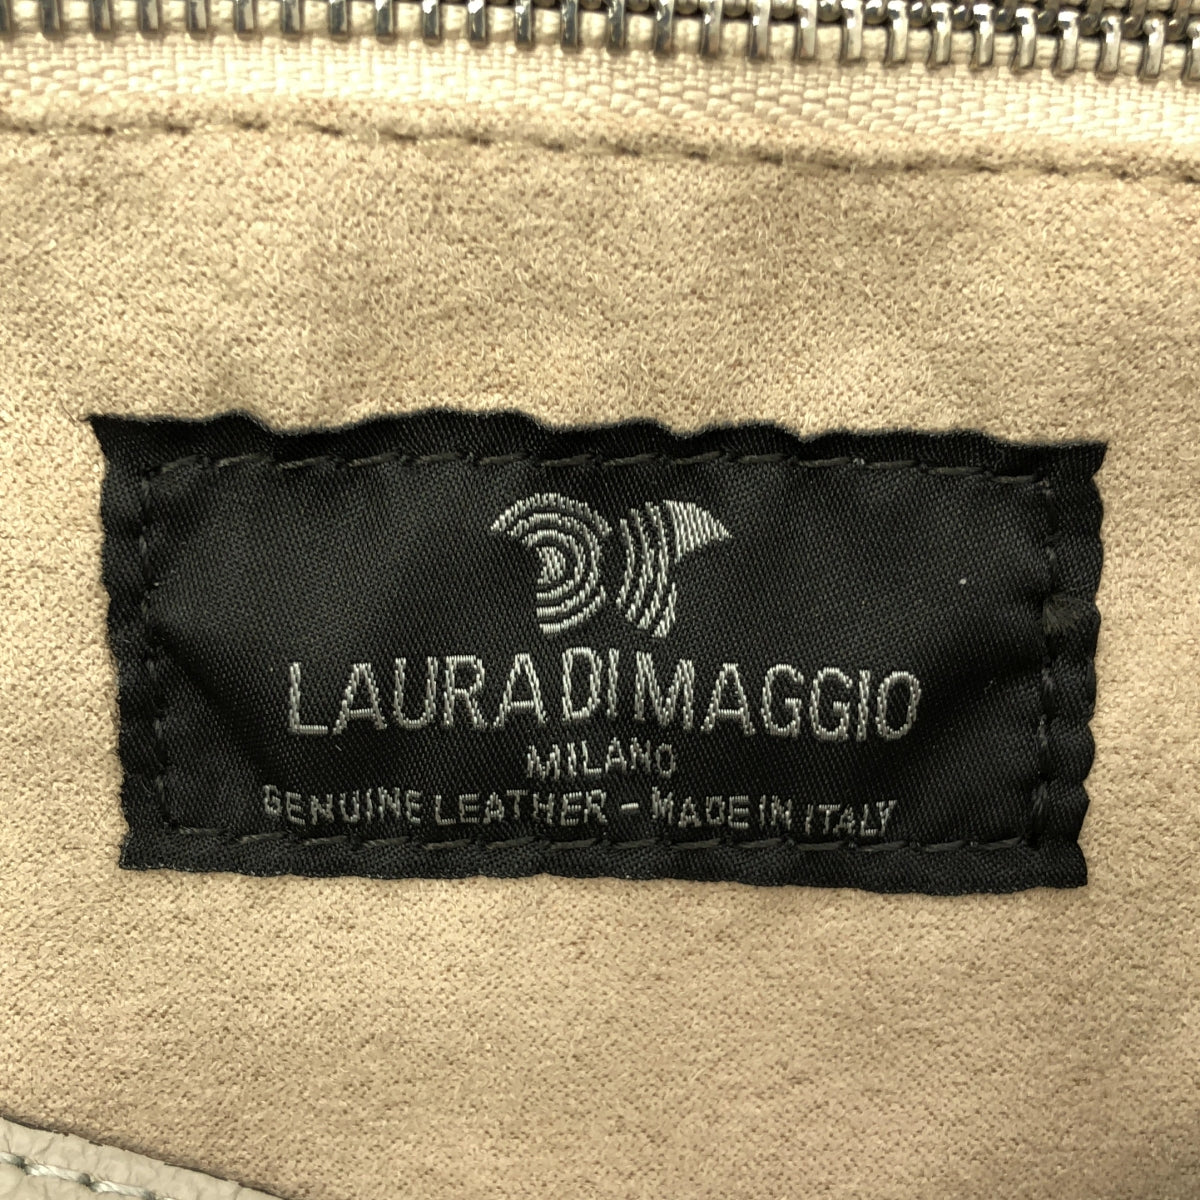 LAURA DI MAGGIO
MILANO
GENUINE LEATHER - MADE IN ITALY